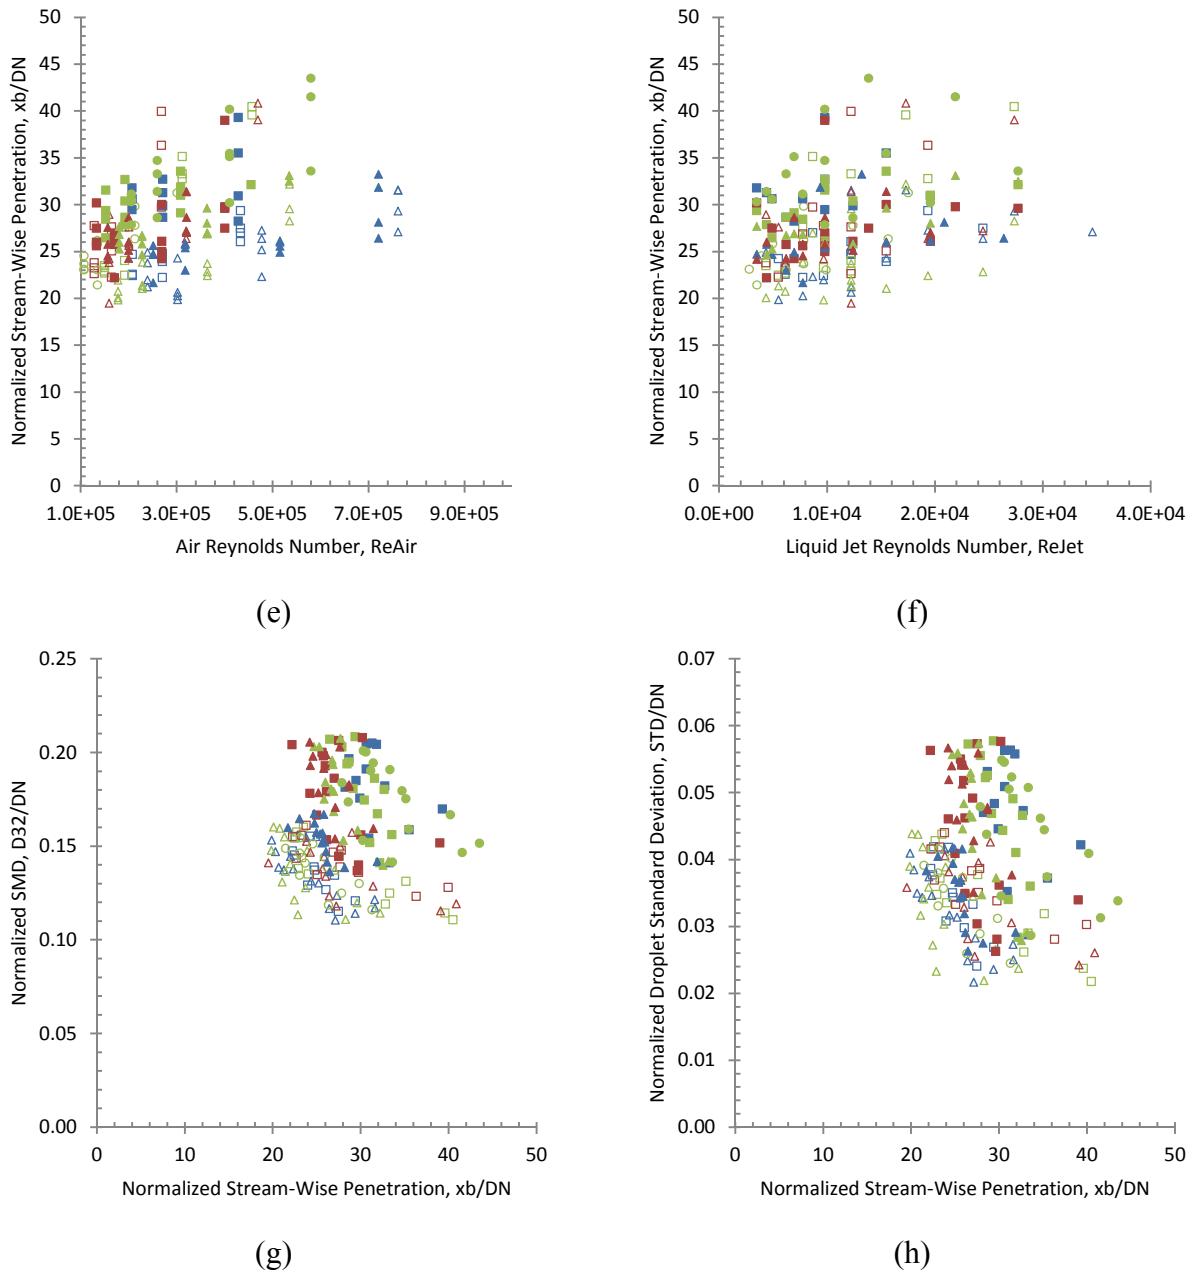 50
45
40
35
30
25
20
15
10
5
0
1.0E+05 3.0E+05 5.0E+05 7.0E+05 9.0E+05
Normalized Stream-Wise Penetration, xb/DN
Air Reynolds Number, ReAir
(e)
50
45
40
35
30
25
20
15
10
5
0
0.0E+00 1.0E+04 2.0E+04 3.0E+04 4.0E+04
Normalized Stream-Wise Penetration, xb/DN
Liquid Jet Reynolds Number, ReJet
(f)
0.25
0.20
0.15
0.10
0.05
0.00
0 10 20 30 40 50
Normalized SMD, D32/DN
Normalized Stream-Wise Penetration, xb/DN
(g)
0.07
0.06
0.05
0.04
0.03
0.02
0.01
0.00
0 10 20 30 40 50
Normalized Droplet Standard Deviation, STD/DN
Normalized Stream-Wise Penetration, xb/DN
(h)